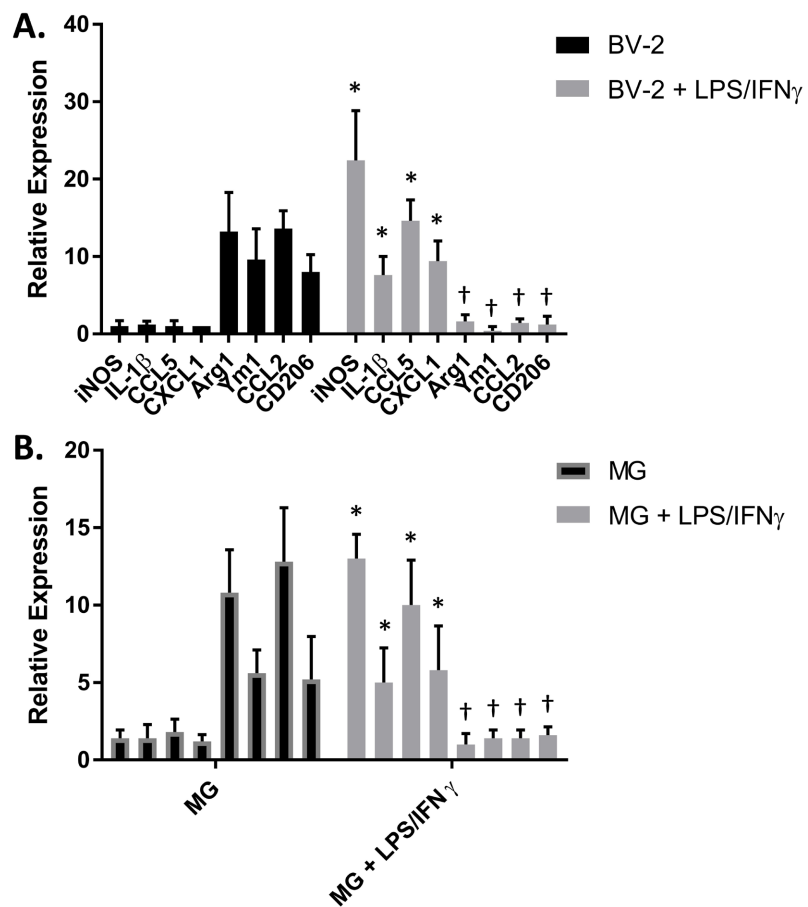 A.
Relative Expression
40
30
20
10
0
BV-2
BV-2 + LPS/IFNγ
* * * * † † † †
iNOS IL-1β CCL5 CXCL1 Arg1 Ym1 CCL2 CD206 iNOS IL-1β CCL5 CXCL1 Arg1 Ym1 CCL2 CD206
B.
Relative Expression
20
15
10
5
0
MG
MG + LPS/IFNγ
* * * * † † † †
MG
MG + LPS/IFN γ